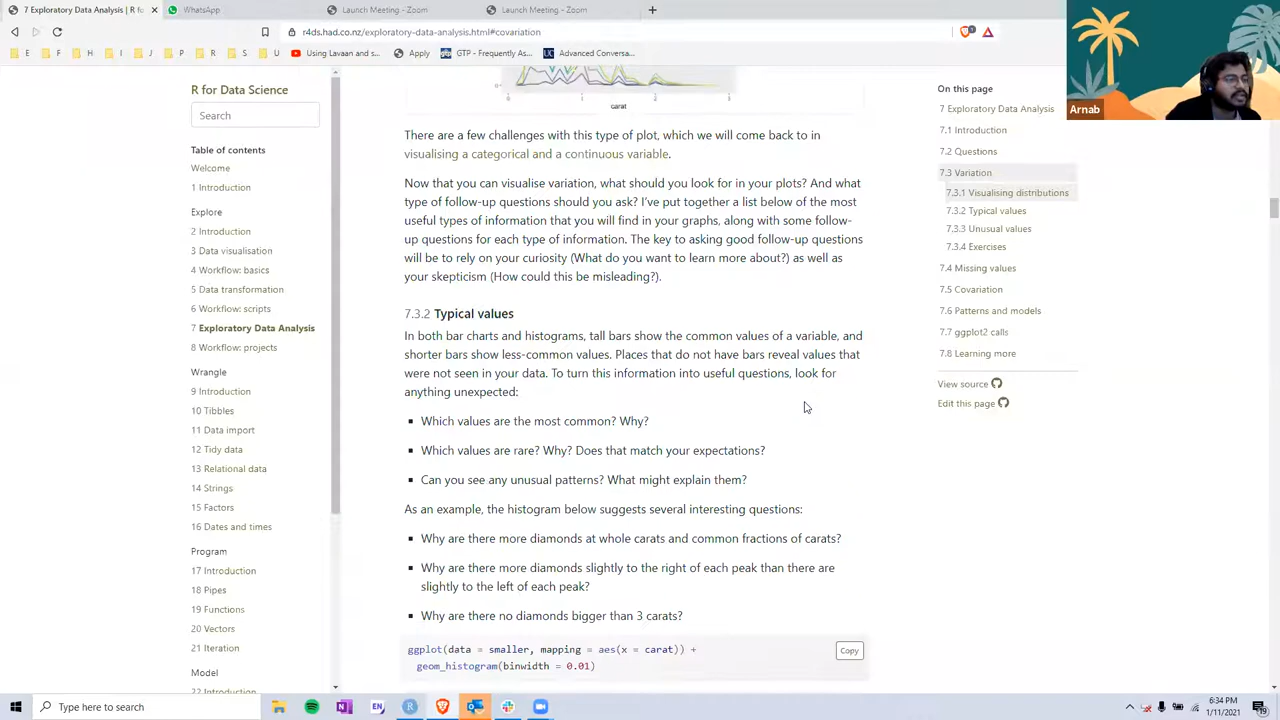 7 Exploratory Data Analysis | R fo
WhatsApp
Launch Meeting - Zoom
Launch Meeting - Zoom
r4ds.had.co.nz/exploratory-data-analysis.html#covariation
E
F
H
I
J
P
R
S
U
Using Lavaan and s...
Apply
GTP - Frequently As...
Advanced Conversa...
Arnab
R for Data Science
Search
Table of contents
Welcome
1 Introduction
Explore
2 Introduction
3 Data visualisation
4 Workflow: basics
5 Data transformation
6 Workflow: scripts
7 Exploratory Data Analysis
8 Workflow: projects
Wrangle
9 Introduction
10 Tibbles
11 Data import
12 Tidy data
13 Relational data
14 Strings
15 Factors
16 Dates and times
Program
17 Introduction
18 Pipes
19 Functions
20 Vectors
21 Iteration
Model
22 Introduction
0
0
1
2
3
carat
There are a few challenges with this type of plot, which we will come back to in
visualising a categorical and a continuous variable.
Now that you can visualise variation, what should you look for in your plots? And what
type of follow-up questions should you ask? I've put together a list below of the most
useful types of information that you will find in your graphs, along with some follow-
up questions for each type of information. The key to asking good follow-up questions
will be to rely on your curiosity (What do you want to learn more about?) as well as
your skepticism (How could this be misleading?).
7.3.2 Typical values
In both bar charts and histograms, tall bars show the common values of a variable, and
shorter bars show less-common values. Places that do not have bars reveal values that
were not seen in your data. To turn this information into useful questions, look for
anything unexpected:
▪ Which values are the most common? Why?
▪ Which values are rare? Why? Does that match your expectations?
▪ Can you see any unusual patterns? What might explain them?
As an example, the histogram below suggests several interesting questions:
▪ Why are there more diamonds at whole carats and common fractions of carats?
▪ Why are there more diamonds slightly to the right of each peak than there are
slightly to the left of each peak?
▪ Why are there no diamonds bigger than 3 carats?
ggplot(data = smaller, mapping = aes(x = carat)) +
geom_histogram(binwidth = 0.01)
Copy
On this page
7 Exploratory Data Analysis
7.1 Introduction
7.2 Questions
7.3 Variation
7.3.1 Visualising distributions
7.3.2 Typical values
7.3.3 Unusual values
7.3.4 Exercises
7.4 Missing values
7.5 Covariation
7.6 Patterns and models
7.7 ggplot2 calls
7.8 Learning more
View source
Edit this page
Type here to search
EN
6:34 PM
1/11/2021
19